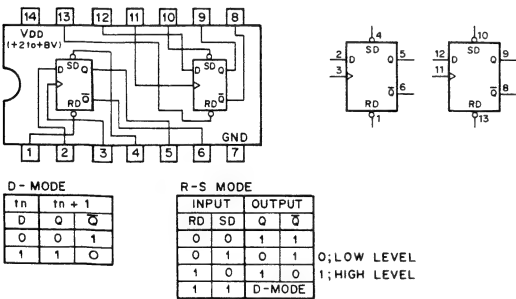 14 13 12 11 10 9 8
VDD
(+2 to +8V)
SD
D Q
Q̅
RD
SD
D Q
Q̅
RD
GND
1 2 3 4 5 6 7
4
SD
2 D Q 5
3
Q̅ 6
RD
1
10
SD
12 D Q 9
11
Q̅ 8
RD
13
D-MODE
tn tn + 1
D Q Q̅
0 0 1
1 1 0
R-S MODE
INPUT OUTPUT
RD SD Q Q̅
0 0 1 1
0 1 0 1
1 0 1 0
1 1 D-MODE
0; LOW LEVEL
1; HIGH LEVEL